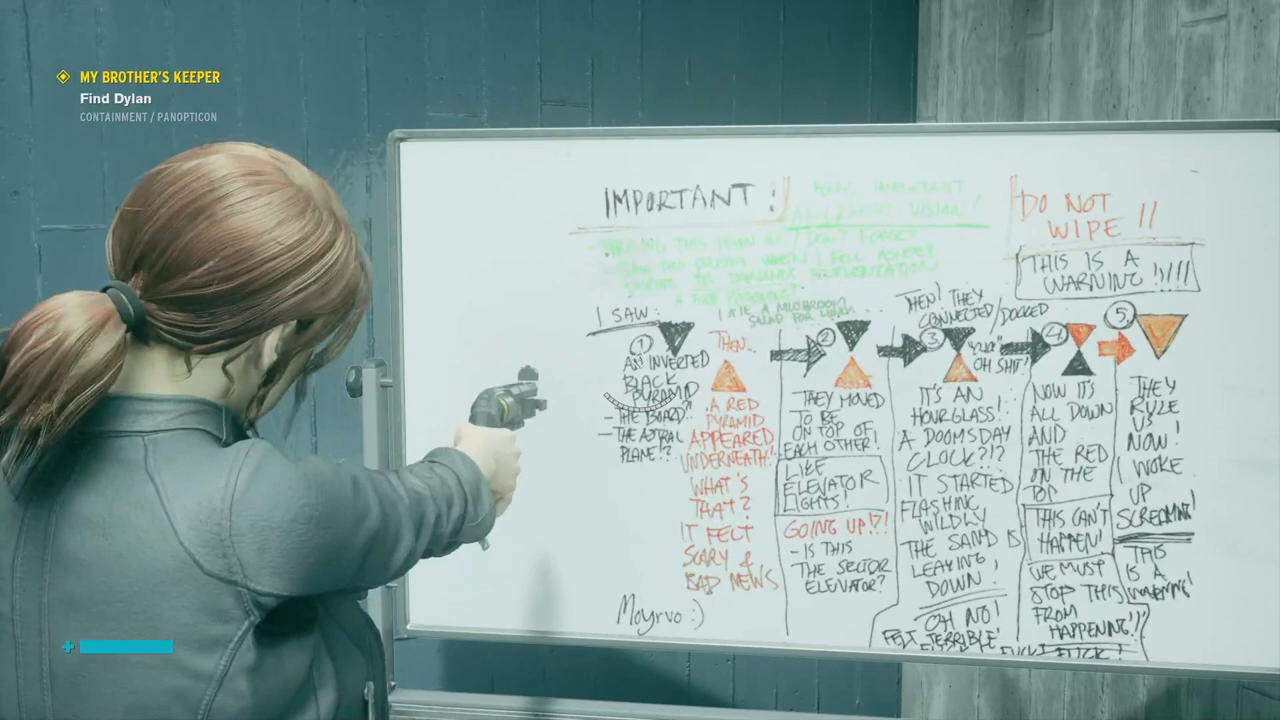 MY BROTHER'S KEEPER
Find Dylan
CONTAINMENT / PANOPTICON
IMPORTANT !
DO NOT
WIPE !!
THIS IS A
WARNING !!!!!
I SAW:
1
AN INVERTED
BLACK
PYRAMID
- THE BOARD?
- THE ASTRAL
PLANE!?
THEN...
A RED
PYRAMID
APPEARED
UNDERNEATH!
WHAT'S
THAT?
IT FELT
SCARY &
BAD NEWS
2
THEY MOVED
TO BE
ON TOP OF
EACH OTHER!
LIKE
ELEVATOR
LIGHTS!
GOING UP!?!
- IS THIS
THE SECTOR
ELEVATOR?
THEN! THEY
CONNECTED/DOCKED
3
IT'S AN
HOURGLASS!
A DOOMSDAY
CLOCK?!?
IT STARTED
FLASHING
WILDLY
THE SAND IS
LEAKING
DOWN!
OH NO!
FELT TERRIBLE!
4
OH SHIT!
NOW IT'S
ALL DOWN
AND
THE RED
ON THE
TOP
THIS CAN'T
HAPPEN!
WE MUST
STOP THIS
FROM
HAPPENING!!?
5,
THEY
RULE
US
NOW!
I WOKE
UP
SCREAMING!
THIS
IS A
WARNING!
Moyrvo :)